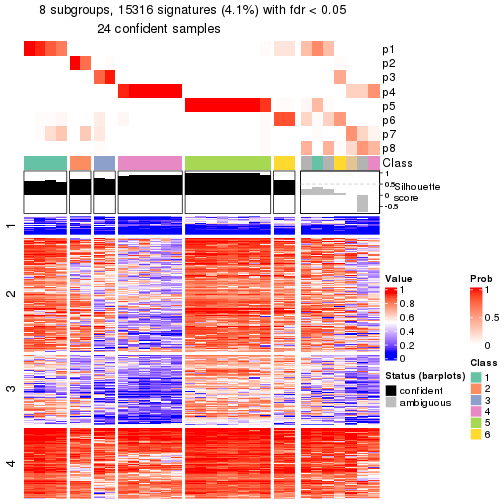 8 subgroups, 15316 signatures (4.1%) with fdr < 0.05
24 confident samples
p1
p2
p3
p4
p5
p6
p7
p8
Class
1
0.5
0
-0.5
Silhouette
score
1
2
3
4
Value
1
0.8
0.6
0.4
0.2
0
Prob
1
0.5
0
Status (barplots)
confident
ambiguous
Class
1
2
3
4
5
6